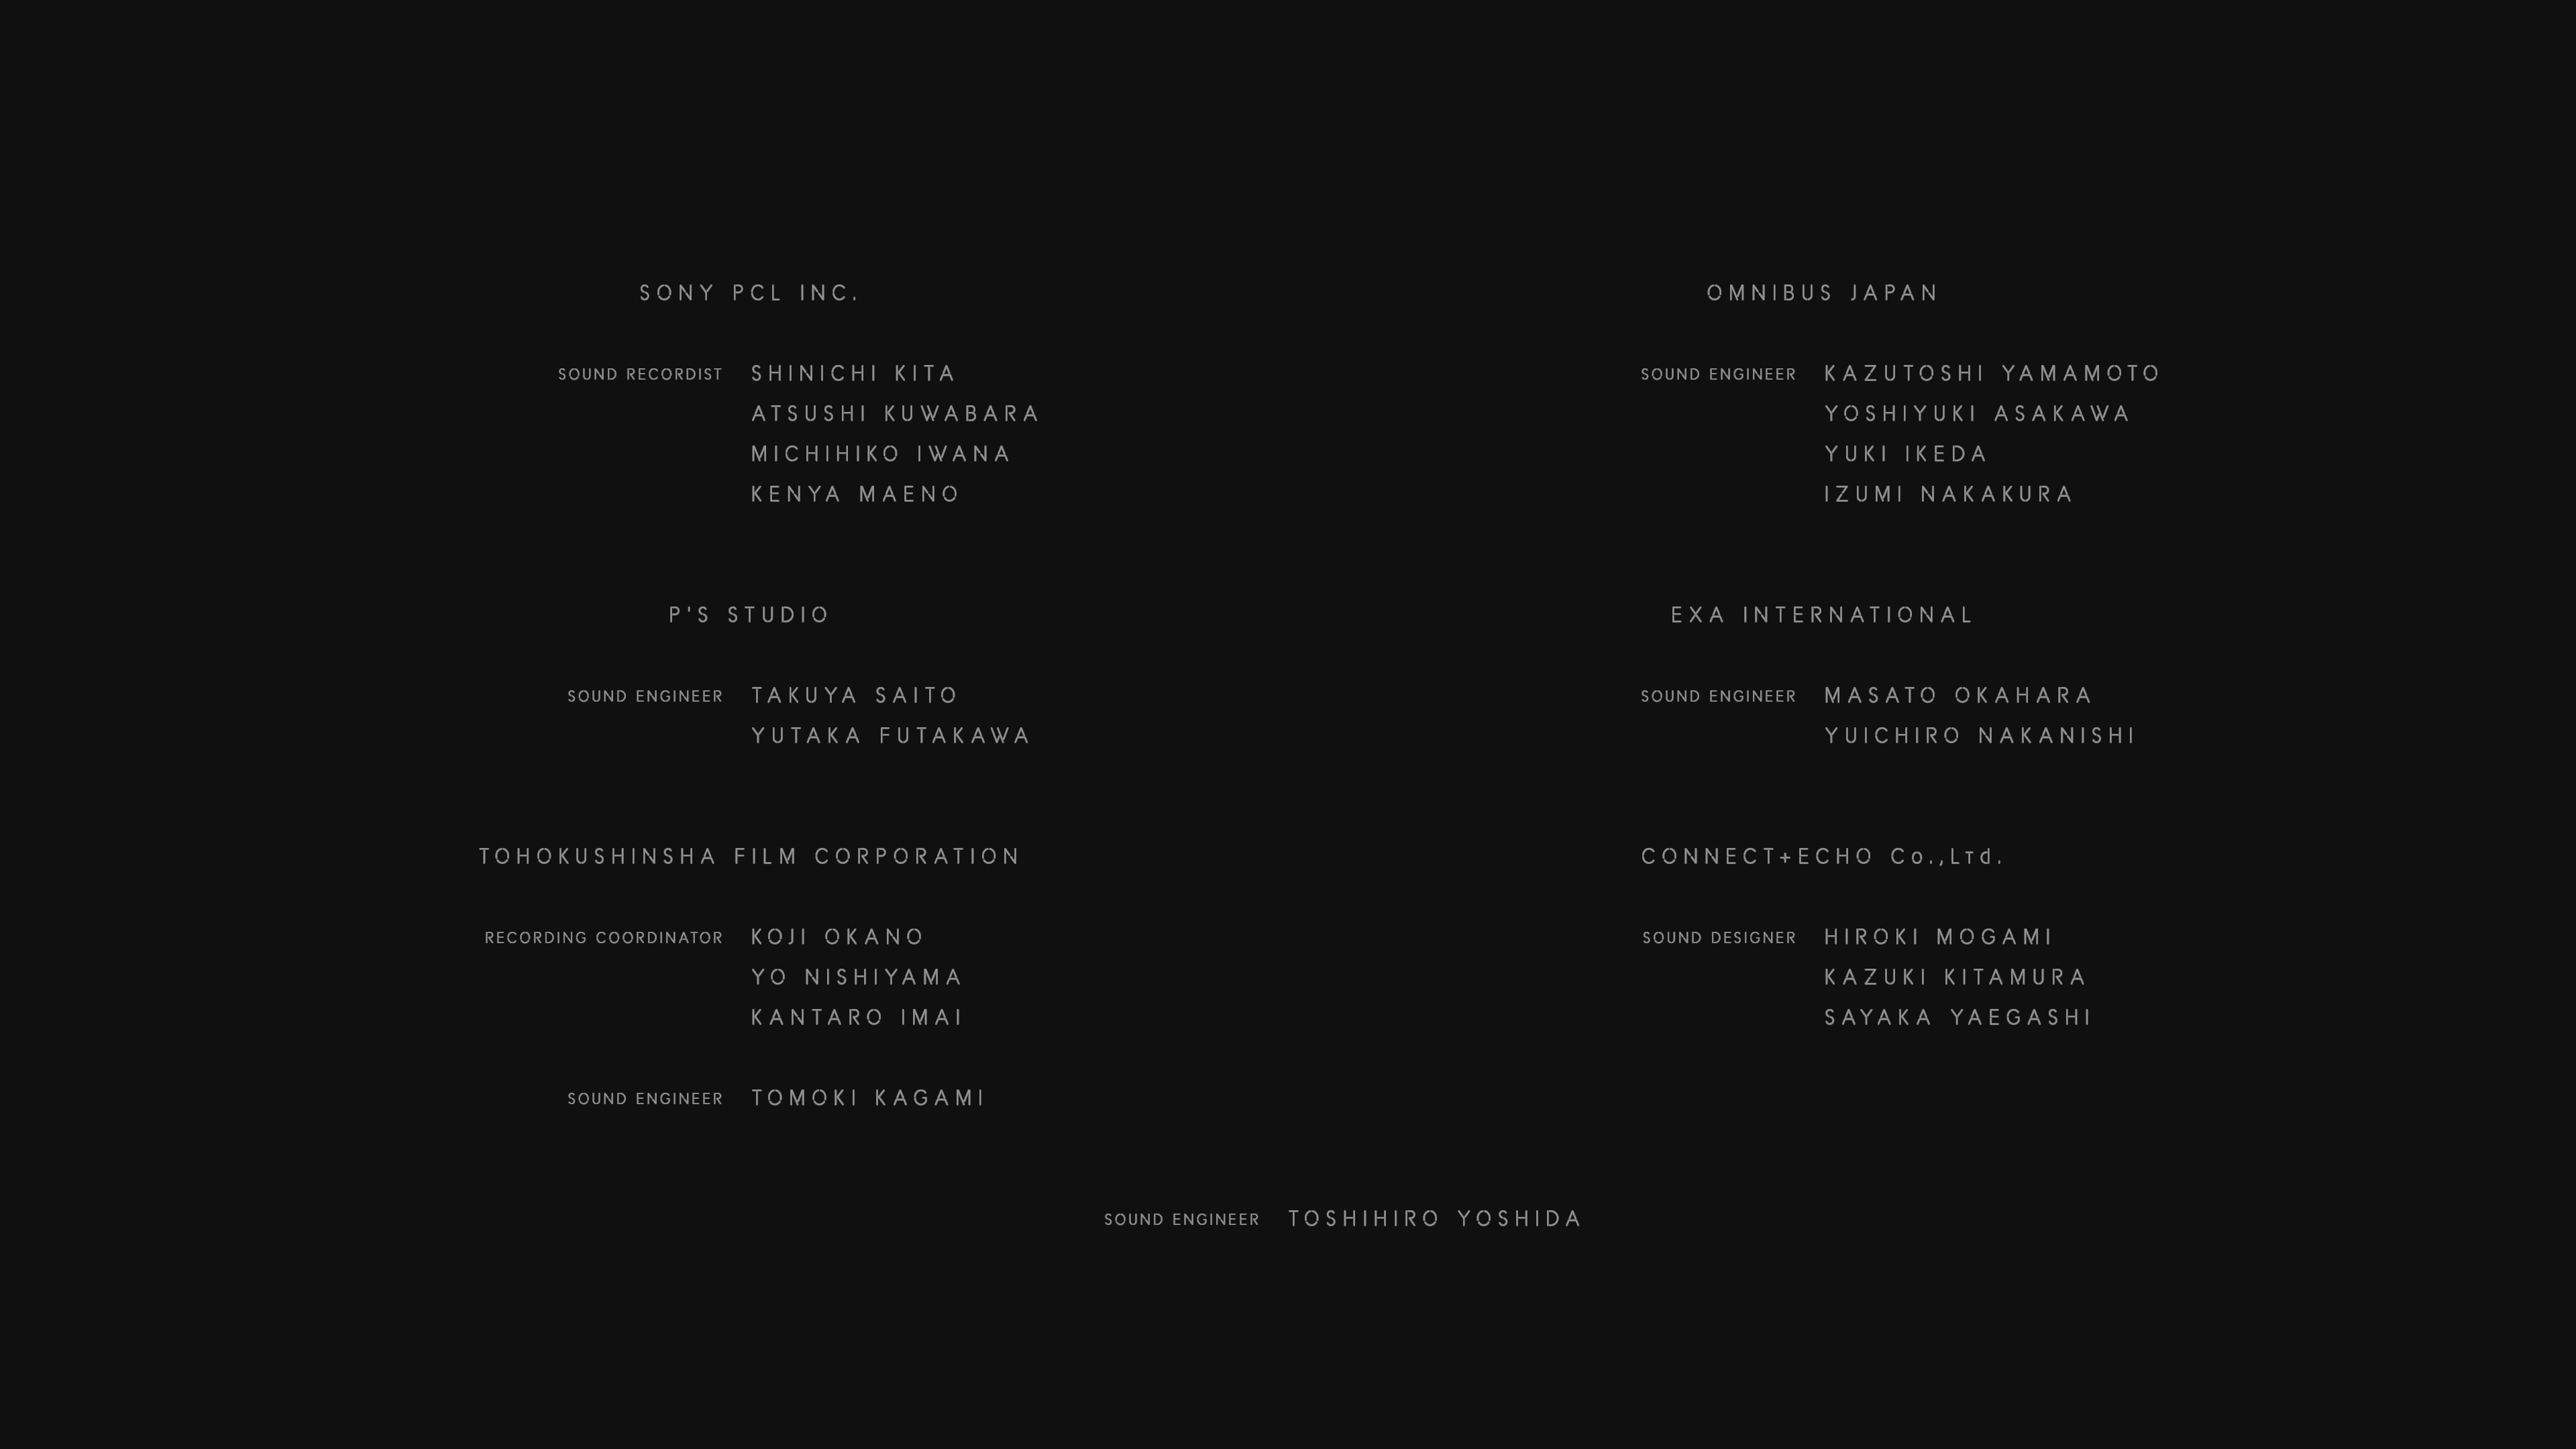 SONY PCL INC.
SOUND RECORDIST SHINICHI KITA
ATSUSHI KUWABARA
MICHIHIKO IWANA
KENYA MAENO
P'S STUDIO
SOUND ENGINEER TAKUYA SAITO
YUTAKA FUTAKAWA
TOHOKUSHINSHA FILM CORPORATION
RECORDING COORDINATOR KOJI OKANO
YO NISHIYAMA
KANTARO IMAI
SOUND ENGINEER TOMOKI KAGAMI
OMNIBUS JAPAN
SOUND ENGINEER KAZUTOSHI YAMAMOTO
YOSHIYUKI ASAKAWA
YUKI IKEDA
IZUMI NAKAKURA
EXA INTERNATIONAL
SOUND ENGINEER MASATO OKAHARA
YUICHIRO NAKANISHI
CONNECT+ECHO Co.,Ltd.
SOUND DESIGNER HIROKI MOGAMI
KAZUKI KITAMURA
SAYAKA YAEGASHI
SOUND ENGINEER TOSHIHIRO YOSHIDA